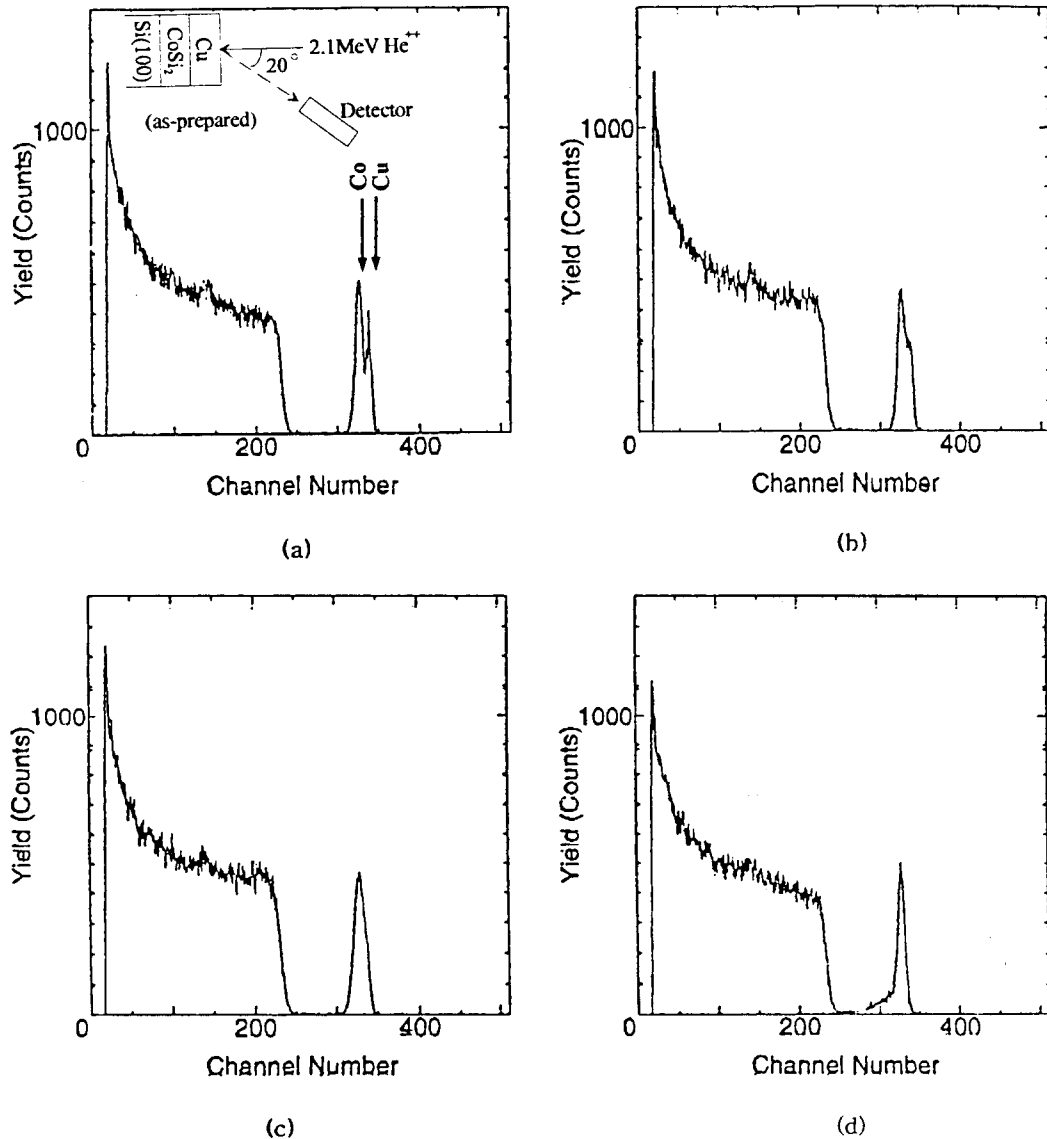 Cu
CoSi₂
Si(100)
20°
2.1MeV He⁺⁺
Detector
(as-prepared)
Co
Cu
1000
Yield (Counts)
0 200 400
Channel Number
(a)
1000
Yield (Counts)
0 200 400
Channel Number
(b)
1000
Yield (Counts)
0 200 400
Channel Number
(c)
1000
Yield (Counts)
0 200 400
Channel Number
(d)